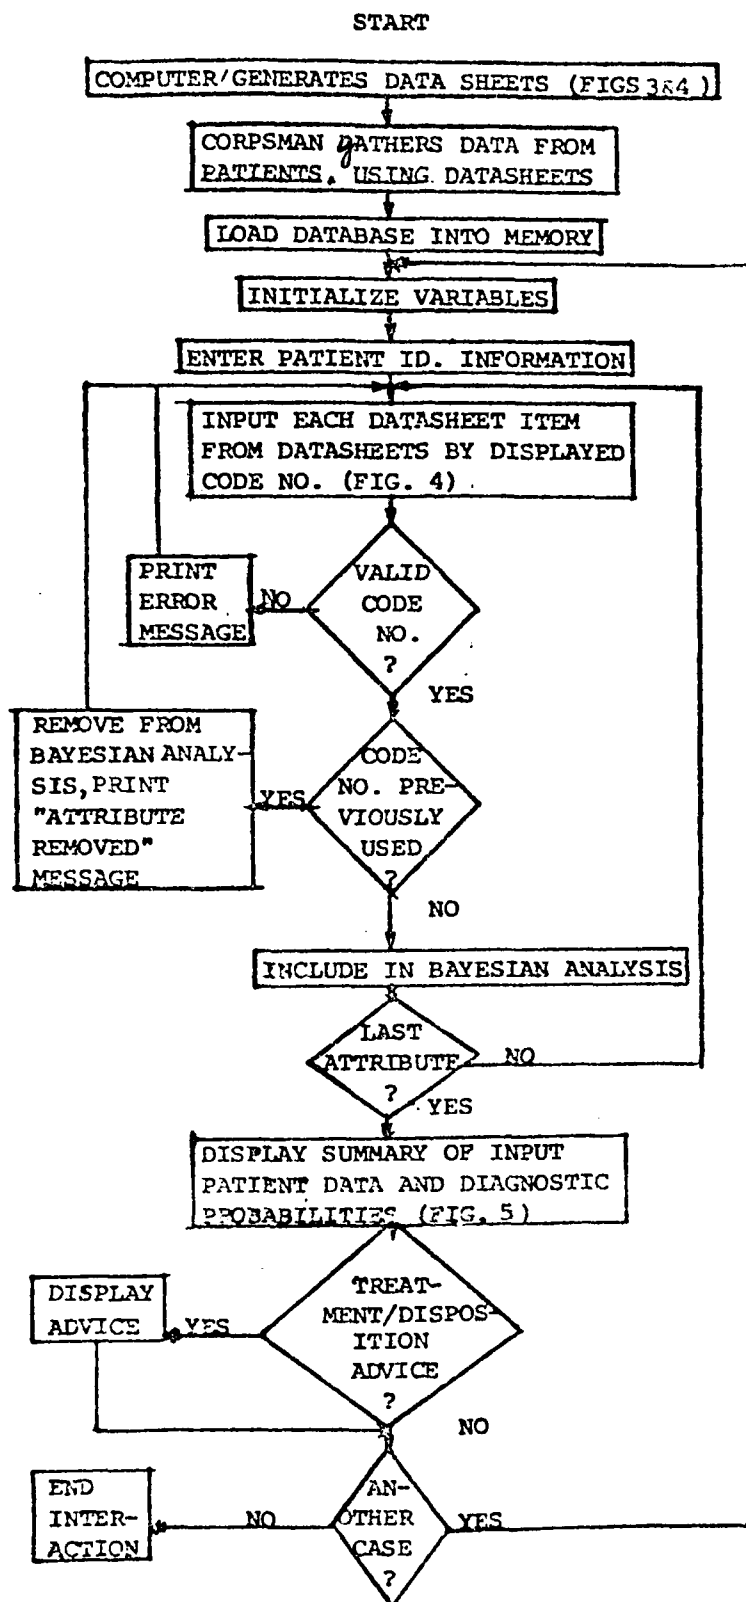 START
COMPUTER/GENERATES DATA SHEETS (FIGS 3&4)
CORPSMAN gATHERS DATA FROM
PATIENTS, USING DATASHEETS
LOAD DATABASE INTO MEMORY
INITIALIZE VARIABLES
ENTER PATIENT ID. INFORMATION
INPUT EACH DATASHEET ITEM
FROM DATASHEETS BY DISPLAYED
CODE NO. (FIG. 4)
VALID
CODE
NO.
?
NO
PRINT
ERROR
MESSAGE
YES
CODE
NO. PRE-
VIOUSLY
USED
?
YES
REMOVE FROM
BAYESIAN ANALY-
SIS, PRINT
"ATTRIBUTE
REMOVED"
MESSAGE
NO
INCLUDE IN BAYESIAN ANALYSIS
LAST
ATTRIBUTE
?
NO
YES
DISPLAY SUMMARY OF INPUT
PATIENT DATA AND DIAGNOSTIC
PROBABILITIES (FIG. 5)
TREAT-
MENT/DISPOS-
ITION
ADVICE
?
YES
DISPLAY
ADVICE
NO
AN-
OTHER
CASE
?
NO
END
INTER-
ACTION
YES